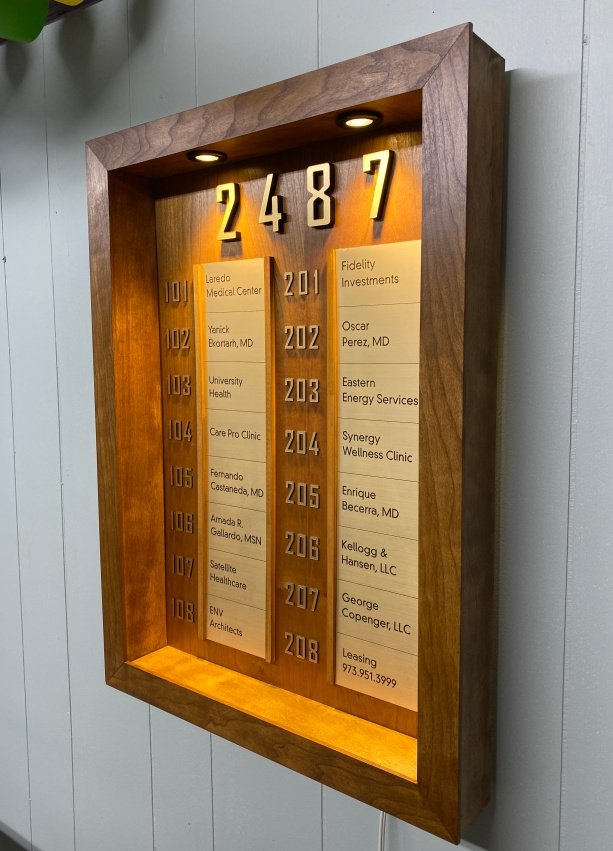 2487
101
Laredo
Medical Center
102
Yanick
Ekortarh, MD
103
University
Health
104
Care Pro Clinic
105
Fernando
Castaneda, MD
106
Amada R.
Gallardo, MSN
107
Satellite
Healthcare
108
ENV
Architects
201
Fidelity
Investments
202
Oscar
Perez, MD
203
Eastern
Energy Services
204
Synergy
Wellness Clinic
205
Enrique
Becerra, MD
206
Kellogg &
Hansen, LLC
207
George
Copenger, LLC
208
Leasing
973.951.3999